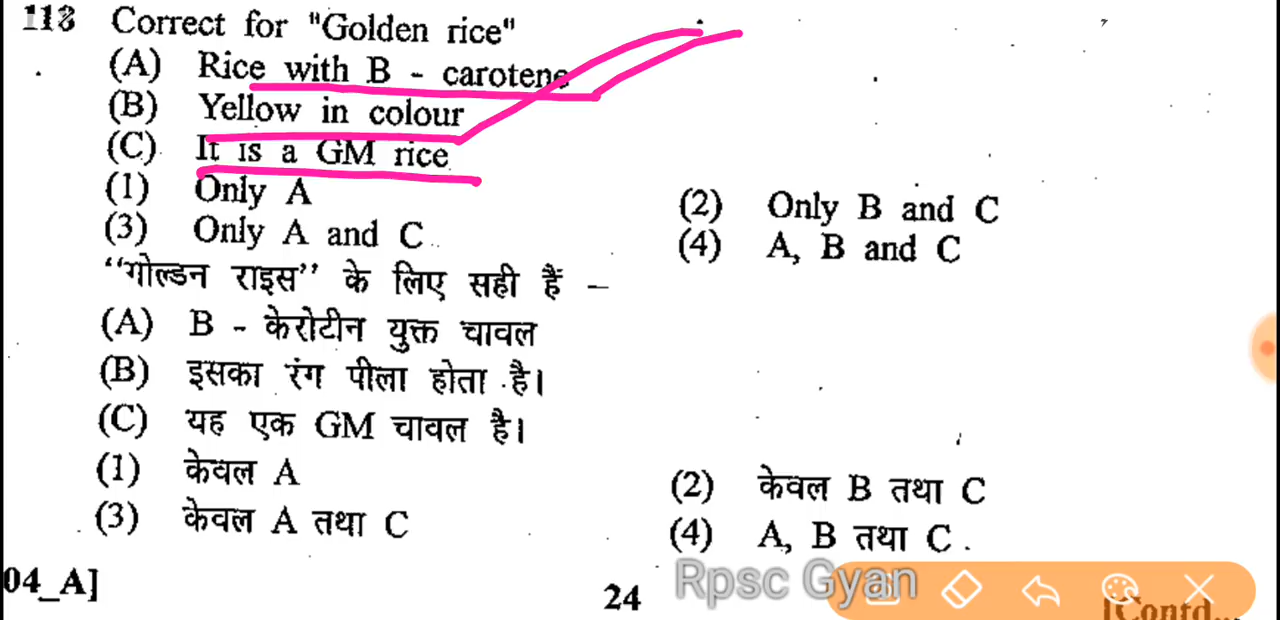 118 Correct for "Golden rice"
(A) Rice with B - carotene
(B) Yellow in colour
(C) It is a GM rice
(1) Only A (2) Only B and C
(3) Only A and C (4) A, B and C
“गोल्डन राइस” के लिए सही हैं –
(A) B - केरोटीन युक्त चावल
(B) इसका रंग पीला होता है।
(C) यह एक GM चावल है।
(1) केवल A (2) केवल B तथा C
(3) केवल A तथा C (4) A, B तथा C .
04_A] 24 [Contd...
Rpsc Gyan